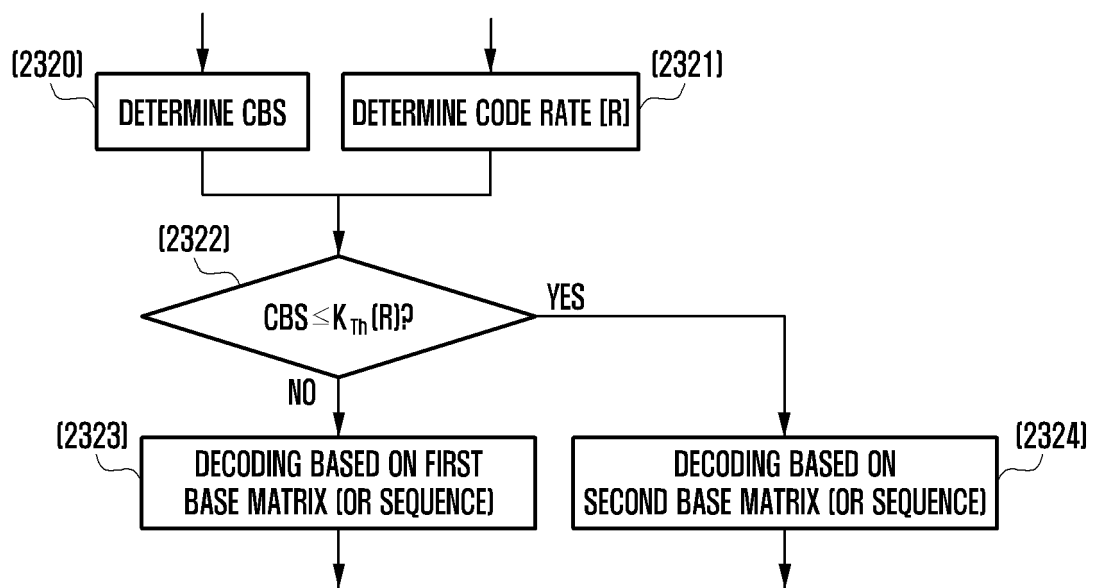 (2320)
DETERMINE CBS
(2321)
DETERMINE CODE RATE [R]
(2322)
CBS≤K_Th(R)?
YES
NO
(2323)
DECODING BASED ON FIRST
BASE MATRIX (OR SEQUENCE)
(2324)
DECODING BASED ON
SECOND BASE MATRIX (OR SEQUENCE)